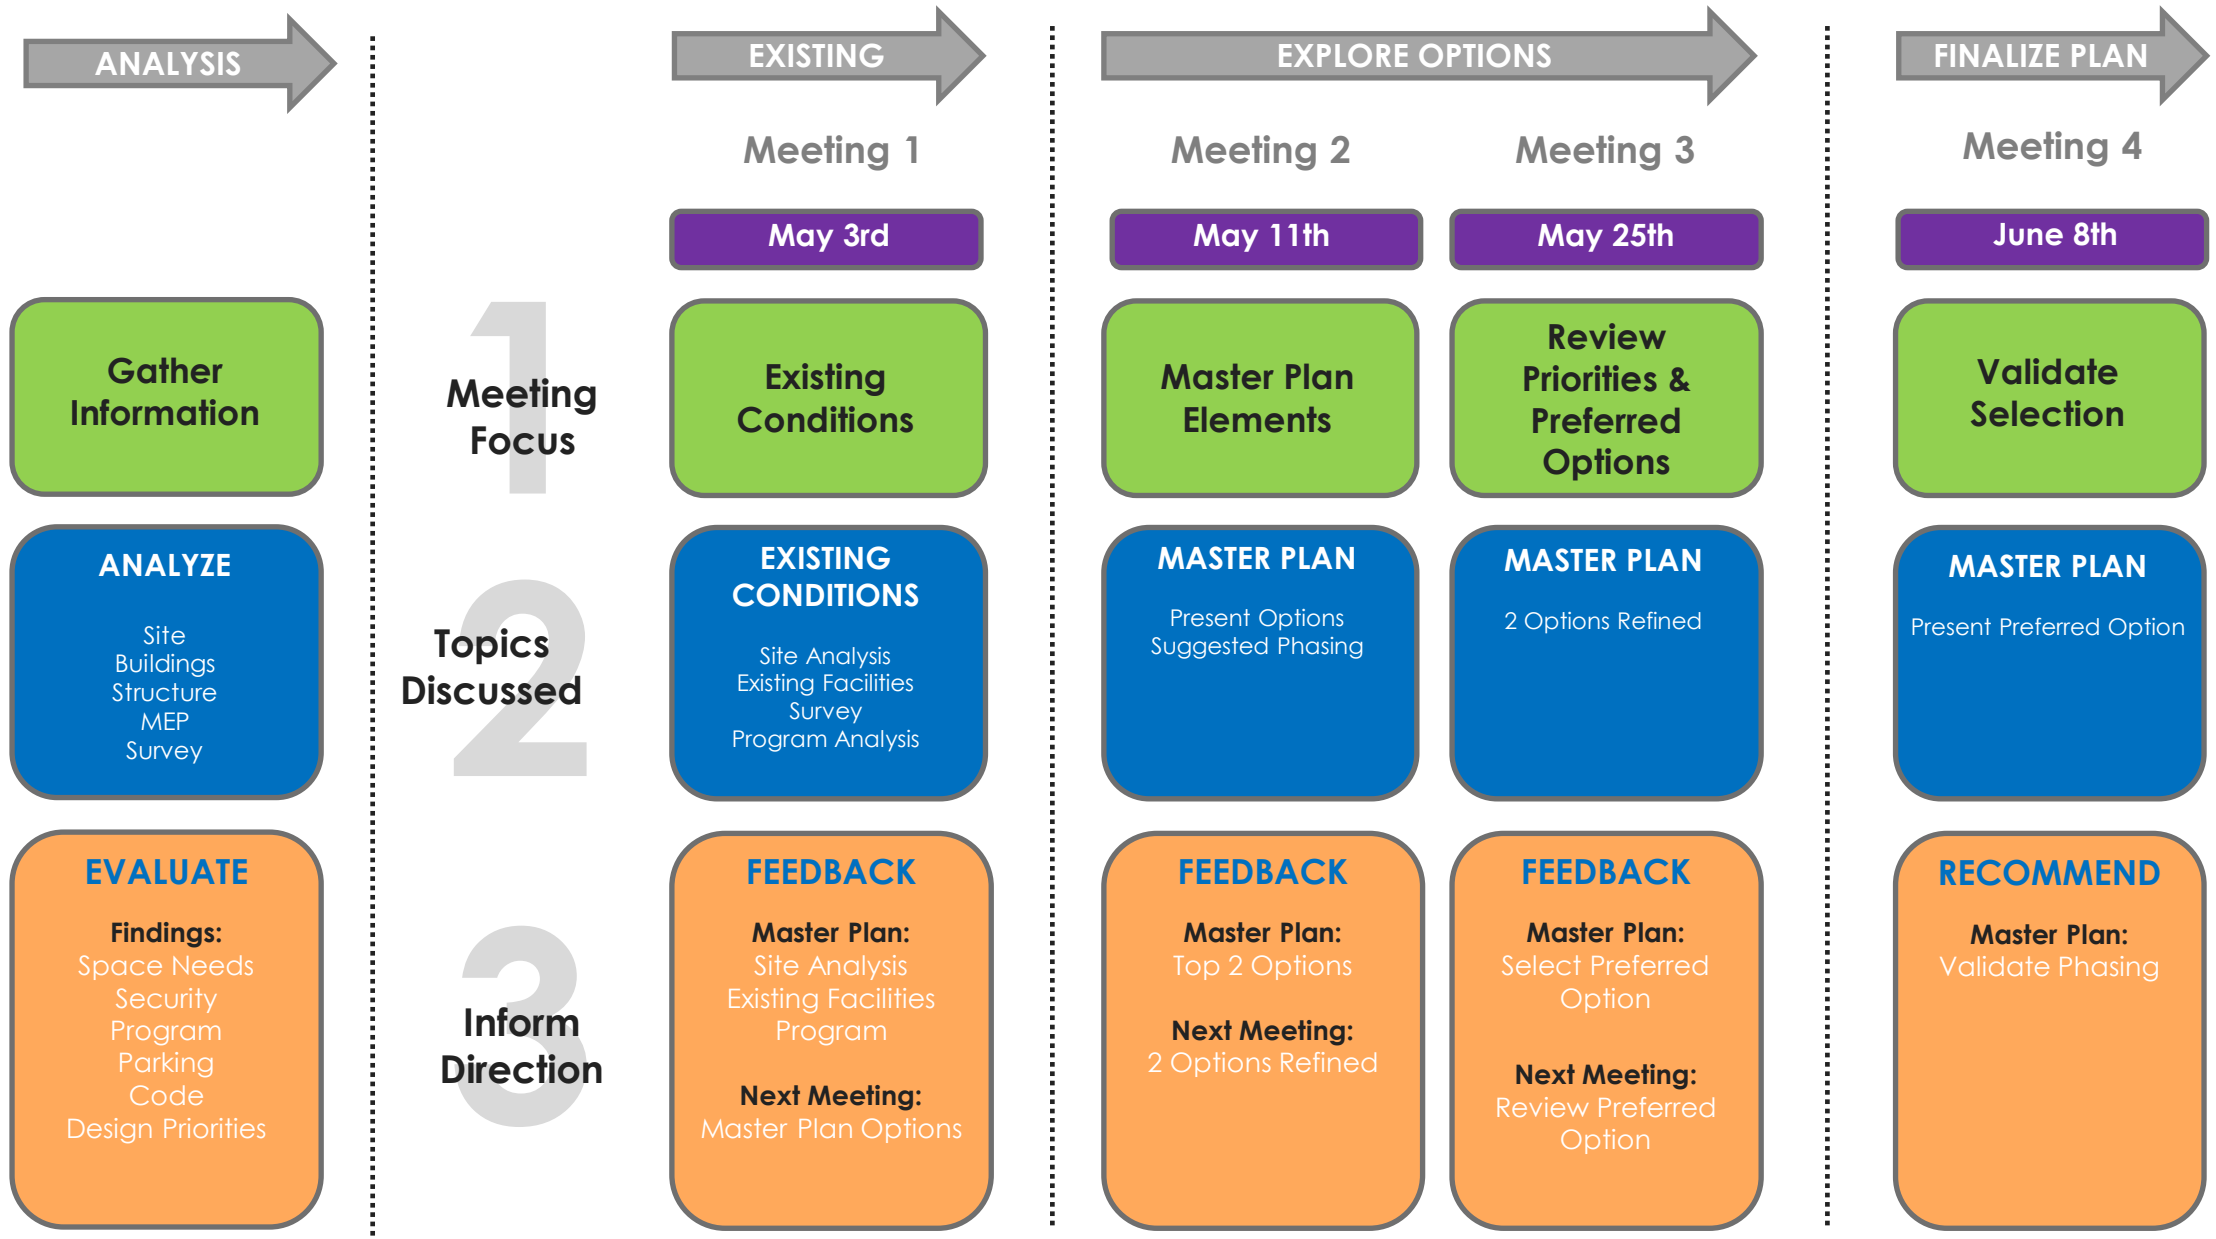 ANALYSIS
EXISTING
EXPLORE OPTIONS
FINALIZE PLAN
Meeting 1
Meeting 2
Meeting 3
Meeting 4
May 3rd
May 11th
May 25th
June 8th
Gather
Information
1
Meeting
Focus
Existing
Conditions
Master Plan
Elements
Review
Priorities &
Preferred
Options
Validate
Selection
ANALYZE
Site
Buildings
Structure
MEP
Survey
2
Topics
Discussed
EXISTING
CONDITIONS
Site Analysis
Existing Facilities
Survey
Program Analysis
MASTER PLAN
Present Options
Suggested Phasing
MASTER PLAN
2 Options Refined
MASTER PLAN
Present Preferred Option
EVALUATE
Findings:
Space Needs
Security
Program
Parking
Code
Design Priorities
3
Inform
Direction
FEEDBACK
Master Plan:
Site Analysis
Existing Facilities
Program
Next Meeting:
Master Plan Options
FEEDBACK
Master Plan:
Top 2 Options
Next Meeting:
2 Options Refined
FEEDBACK
Master Plan:
Select Preferred
Option
Next Meeting:
Review Preferred
Option
RECOMMEND
Master Plan:
Validate Phasing